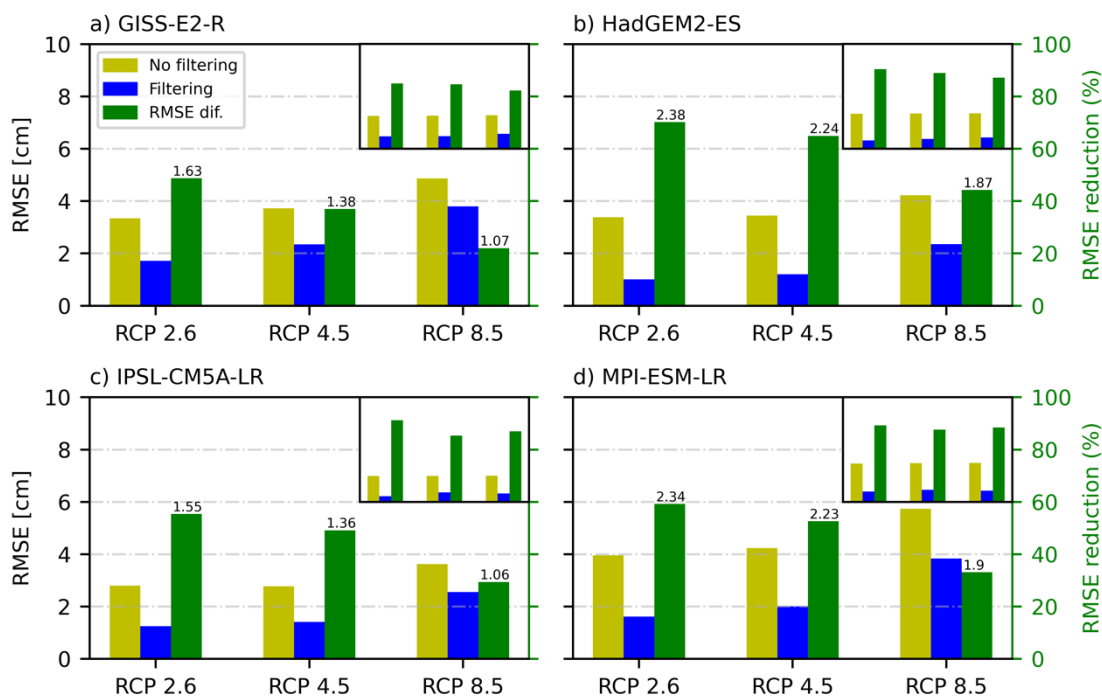 a) GISS-E2-R
b) HadGEM2-ES
10
8
6
4
2
0
RMSE [cm]
No filtering
Filtering
RMSE dif.
1.63
1.38
1.07
2.38
2.24
1.87
100
80
60
40
20
0
RMSE reduction (%)
RCP 2.6
RCP 4.5
RCP 8.5
RCP 2.6
RCP 4.5
RCP 8.5
c) IPSL-CM5A-LR
d) MPI-ESM-LR
10
8
6
4
2
0
RMSE [cm]
1.55
1.36
1.06
2.34
2.23
1.9
100
80
60
40
20
0
RMSE reduction (%)
RCP 2.6
RCP 4.5
RCP 8.5
RCP 2.6
RCP 4.5
RCP 8.5